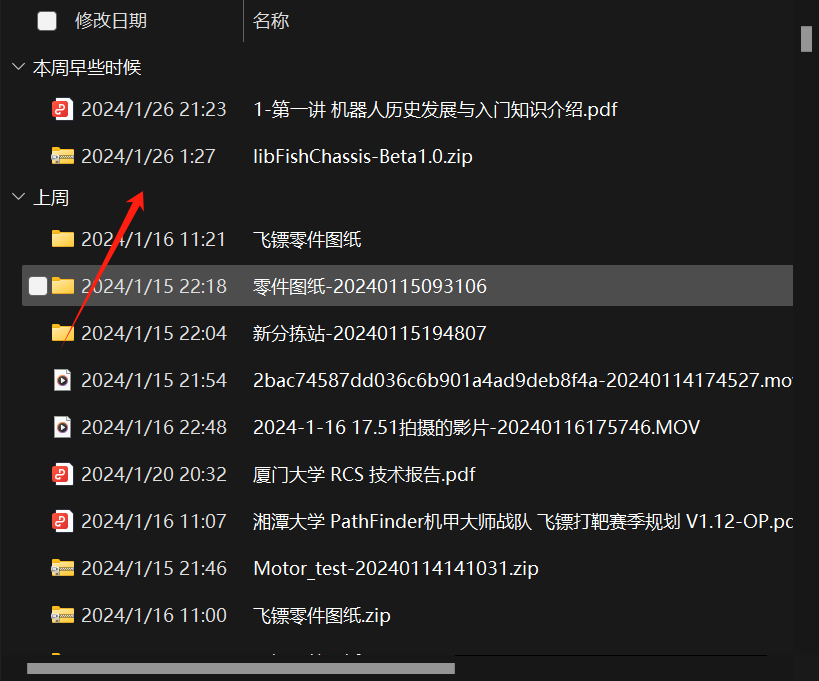 修改日期 名称
本周早些时候
2024/1/26 21:23 1-第一讲 机器人历史发展与入门知识介绍.pdf
2024/1/26 1:27 libFishChassis-Beta1.0.zip
上周
2024/1/16 11:21 飞镖零件图纸
2024/1/15 22:18 零件图纸-20240115093106
2024/1/15 22:04 新分拣站-20240115194807
2024/1/15 21:54 2bac74587dd036c6b901a4ad9deb8f4a-20240114174527.mov
2024/1/16 22:48 2024-1-16 17.51拍摄的影片-20240116175746.MOV
2024/1/20 20:32 厦门大学 RCS 技术报告.pdf
2024/1/16 11:07 湘潭大学 PathFinder机甲大师战队 飞镖打靶赛季规划 V1.12-OP.pd
2024/1/15 21:46 Motor_test-20240114141031.zip
2024/1/16 11:00 飞镖零件图纸.zip